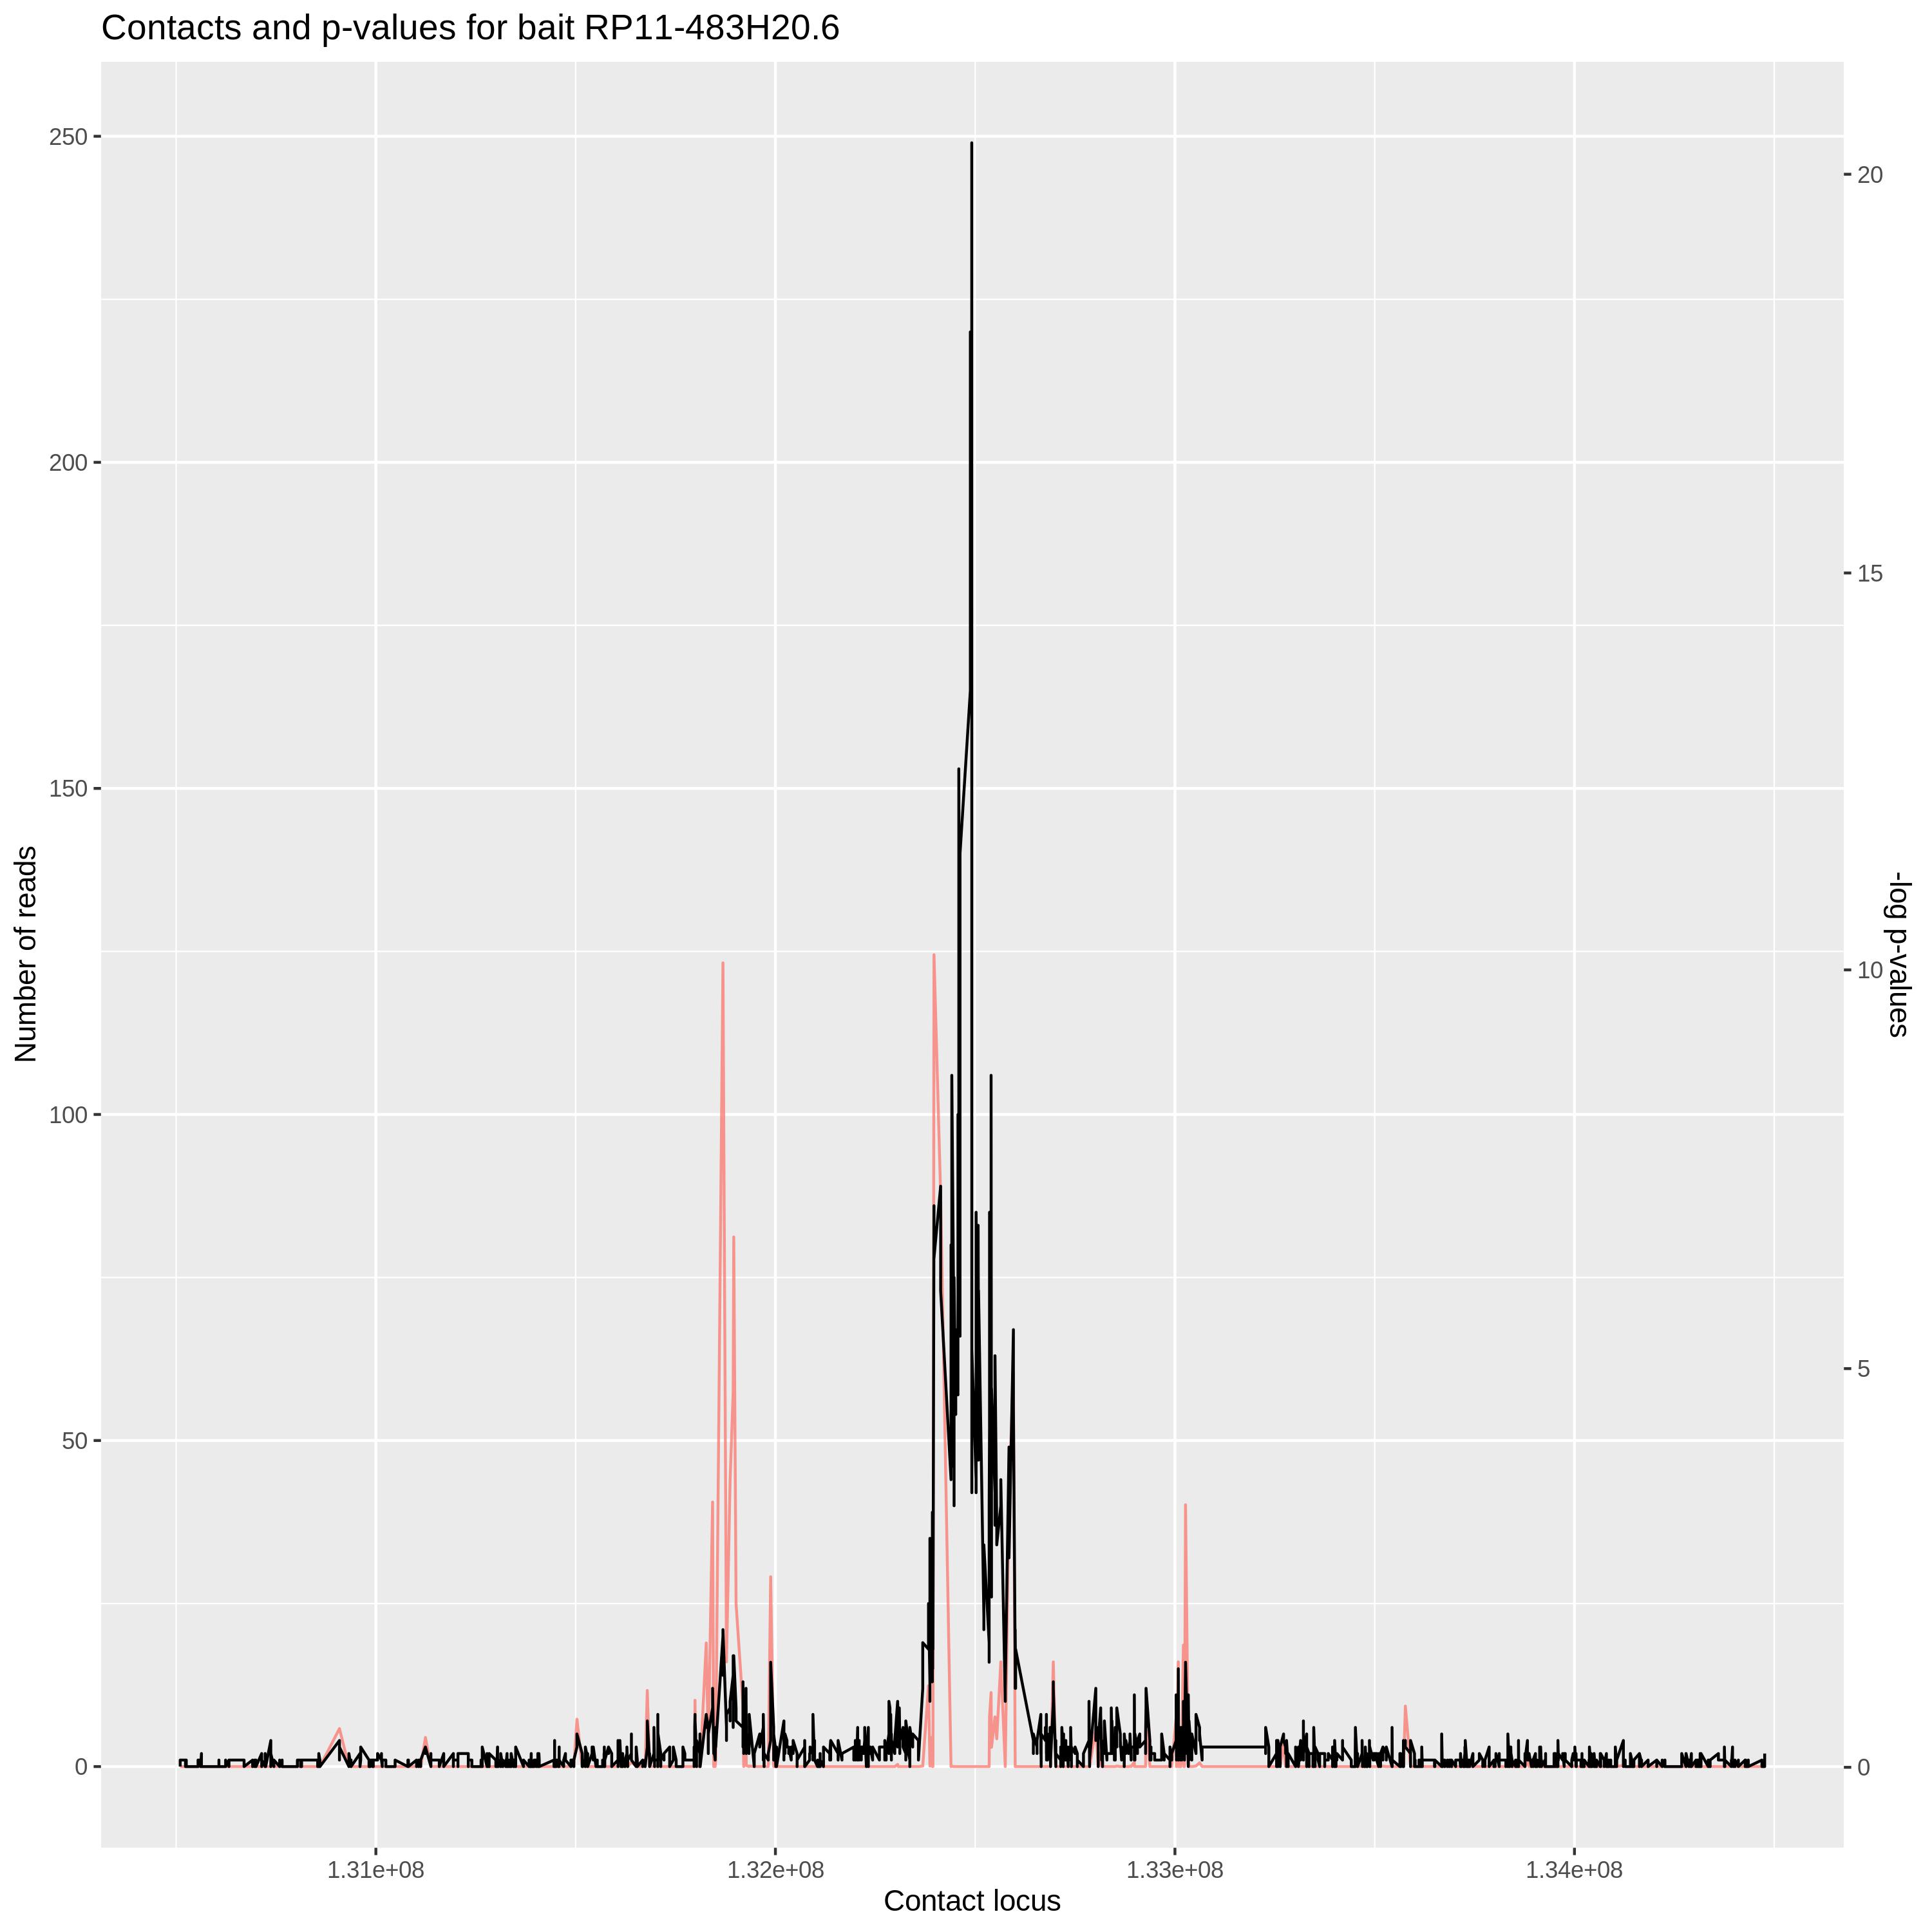 Contacts and p-values for bait RP11-483H20.6
250
200
150
100
50
0
20
15
10
5
0
Number of reads
-log p-values
1.31e+08
1.32e+08
1.33e+08
1.34e+08
Contact locus